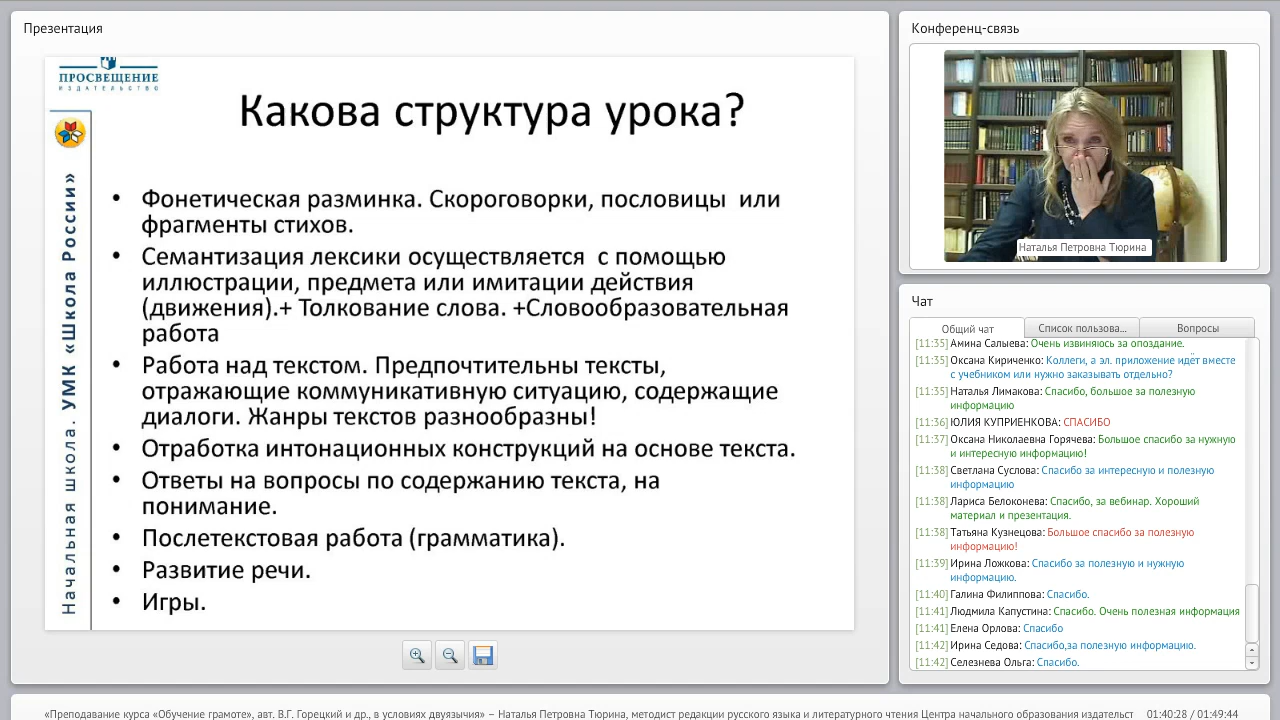 Презентация
ПРОСВЕЩЕНИЕ
ИЗДАТЕЛЬСТВО
Начальная школа. УМК «Школа России»
Какова структура урока?
• Фонетическая разминка. Скороговорки, пословицы или
фрагменты стихов.
• Семантизация лексики осуществляется с помощью
иллюстрации, предмета или имитации действия
(движения).+ Толкование слова. +Словообразовательная
работа
• Работа над текстом. Предпочтительны тексты,
отражающие коммуникативную ситуацию, содержащие
диалоги. Жанры текстов разнообразны!
• Отработка интонационных конструкций на основе текста.
• Ответы на вопросы по содержанию текста, на
понимание.
• Послетекстовая работа (грамматика).
• Развитие речи.
• Игры.
Конференц-связь
Наталья Петровна Тюрина
Чат
Общий чат
Список пользова...
Вопросы
[11:35] Амина Салыева: Очень извиняюсь за опоздание.
[11:35] Оксана Кириченко: Коллеги, а эл. приложение идёт вместе
с учебником или нужно заказывать отдельно?
[11:35] Наталья Лимакова: Спасибо, большое за полезную
информацию
[11:36] ЮЛИЯ КУПРИЕНКОВА: СПАСИБО
[11:37] Оксана Николаевна Горячева: Большое спасибо за нужную
и интересную информацию!
[11:38] Светлана Суслова: Спасибо за интересную и полезную
информацию
[11:38] Лариса Белоконева: Спасибо, за вебинар. Хороший
материал и презентация.
[11:38] Татьяна Кузнецова: Большое спасибо за полезную
информацию!
[11:39] Ирина Ложкова: Спасибо за полезную и нужную
информацию.
[11:40] Галина Филиппова: Спасибо.
[11:41] Людмила Капустина: Спасибо. Очень полезная информация
[11:41] Елена Орлова: Спасибо
[11:42] Ирина Седова: Спасибо,за полезную информацию.
[11:42] Селезнева Ольга: Спасибо.
«Преподавание курса «Обучение грамоте», авт. В.Г. Горецкий и др., в условиях двуязычия» – Наталья Петровна Тюрина, методист редакции русского языка и литературного чтения Центра начального образования издательст 01:40:28 / 01:49:44